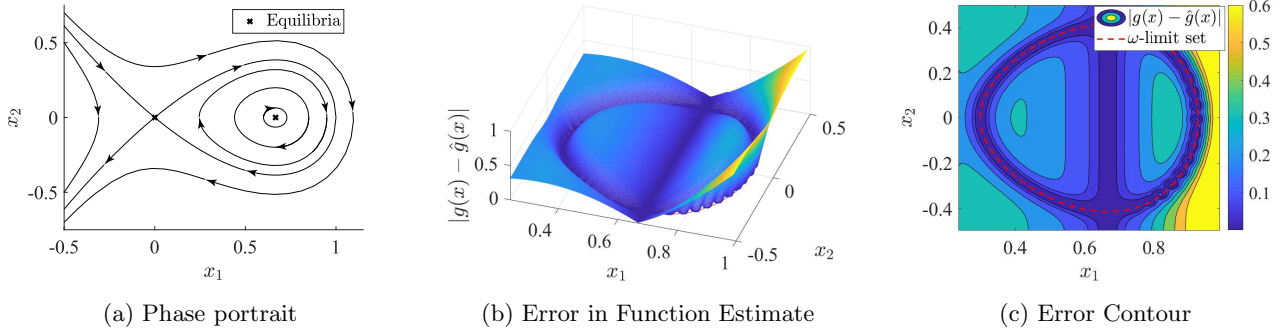 Equilibria
0.5
0
-0.5
x₂
-0.5
0
0.5
1
x₁
(a) Phase portrait
|g(x) − ĝ(x)|
1
0.5
0
0.4
0.6
0.8
1
x₁
0.5
0
-0.5
x₂
(b) Error in Function Estimate
|g(x) − ĝ(x)|
ω-limit set
0.4
0.2
0
-0.2
-0.4
x₂
0.4
0.6
0.8
x₁
0.6
0.5
0.4
0.3
0.2
0.1
(c) Error Contour